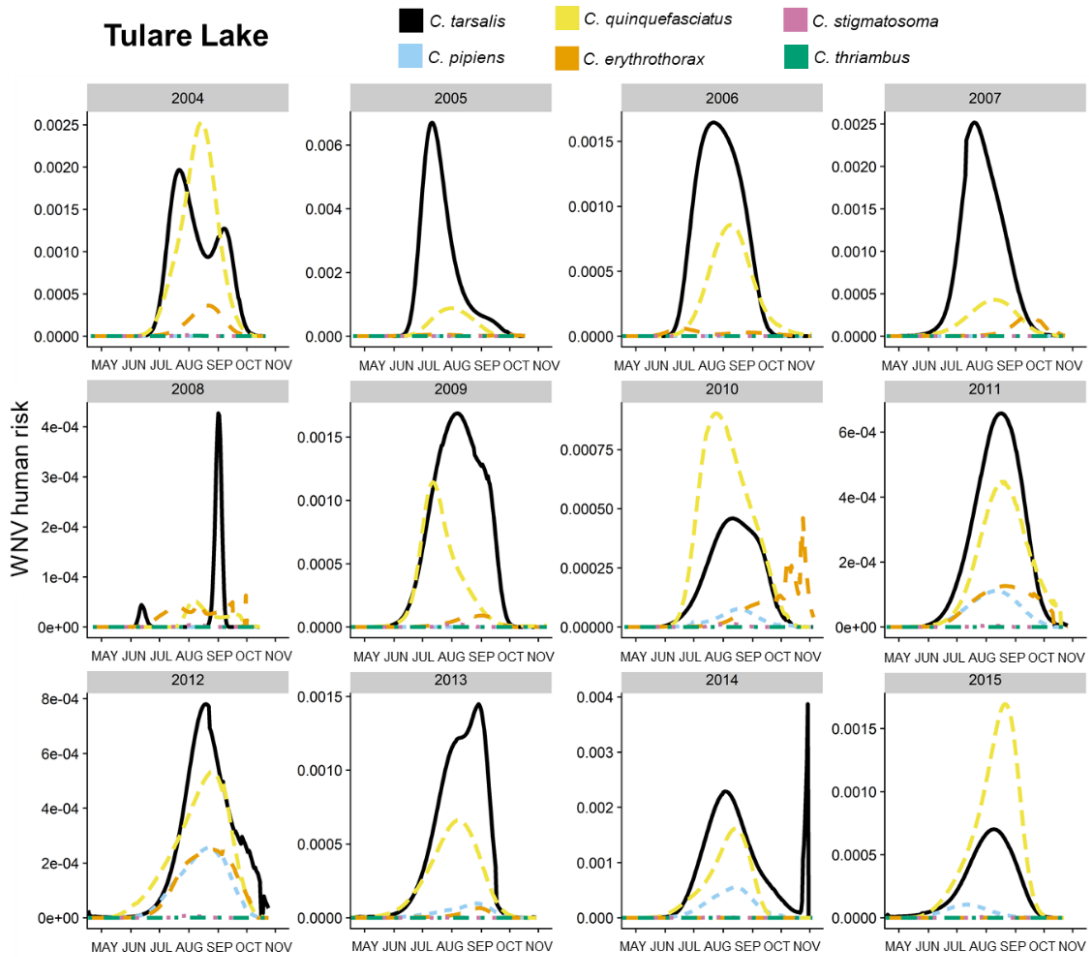 Tulare Lake
C. tarsalis
C. quinquefasciatus
C. stigmatosoma
C. pipiens
C. erythrothorax
C. thriambus
WNV human risk
2004
2005
2006
2007
0.0025
0.0020
0.0015
0.0010
0.0005
0.0000
0.006
0.004
0.002
0.000
0.0015
0.0010
0.0005
0.0000
0.0025
0.0020
0.0015
0.0010
0.0005
0.0000
MAY JUN JUL AUG SEP OCT NOV
MAY JUN JUL AUG SEP OCT NOV
MAY JUN JUL AUG SEP OCT NOV
MAY JUN JUL AUG SEP OCT NOV
2008
2009
2010
2011
4e-04
3e-04
2e-04
1e-04
0e+00
0.0015
0.0010
0.0005
0.0000
0.00075
0.00050
0.00025
0.00000
6e-04
4e-04
2e-04
0e+00
MAY JUN JUL AUG SEP OCT NOV
MAY JUN JUL AUG SEP OCT NOV
MAY JUN JUL AUG SEP OCT NOV
MAY JUN JUL AUG SEP OCT NOV
2012
2013
2014
2015
8e-04
6e-04
4e-04
2e-04
0e+00
0.0015
0.0010
0.0005
0.0000
0.004
0.003
0.002
0.001
0.000
0.0015
0.0010
0.0005
0.0000
MAY JUN JUL AUG SEP OCT NOV
MAY JUN JUL AUG SEP OCT NOV
MAY JUN JUL AUG SEP OCT NOV
MAY JUN JUL AUG SEP OCT NOV